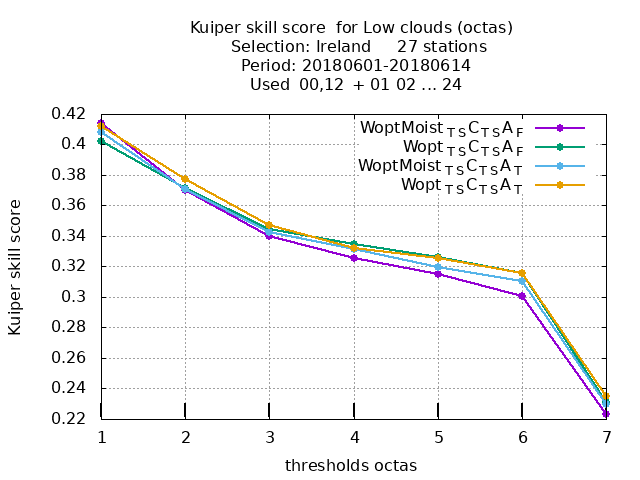 Kuiper skill score  for Low clouds (octas)
Selection: Ireland     27 stations
Period: 20180601-20180614
Used  00,12  + 01 02 ... 24
WoptMoist TS C TS A F
Wopt TS C TS A F
WoptMoist TS C TS A T
Wopt TS C TS A T
0.42
0.4
0.38
0.36
0.34
0.32
0.3
0.28
0.26
0.24
0.22
Kuiper skill score
1 2 3 4 5 6 7
thresholds octas